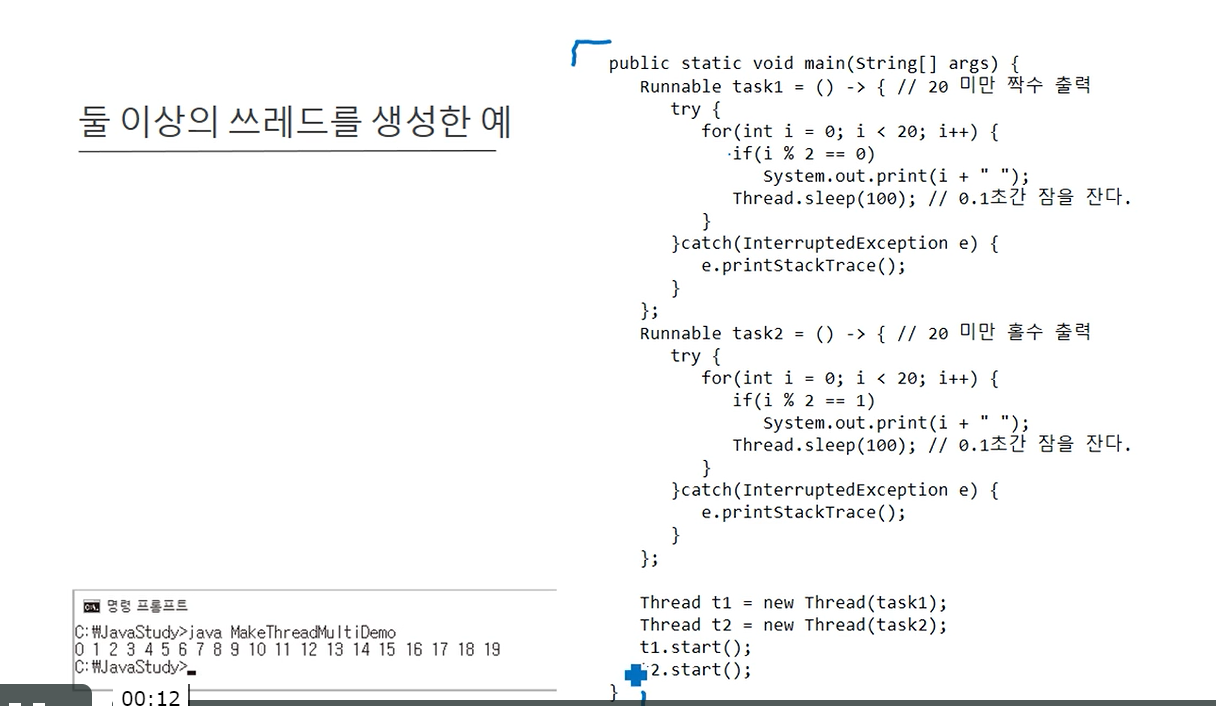 둘 이상의 쓰레드를 생성한 예
public static void main(String[] args) {
Runnable task1 = () -> { // 20 미만 짝수 출력
try {
for(int i = 0; i < 20; i++) {
if(i % 2 == 0)
System.out.print(i + " ");
Thread.sleep(100); // 0.1초간 잠을 잔다.
}
}catch(InterruptedException e) {
e.printStackTrace();
}
};
Runnable task2 = () -> { // 20 미만 홀수 출력
try {
for(int i = 0; i < 20; i++) {
if(i % 2 == 1)
System.out.print(i + " ");
Thread.sleep(100); // 0.1초간 잠을 잔다.
}
}catch(InterruptedException e) {
e.printStackTrace();
}
};
Thread t1 = new Thread(task1);
Thread t2 = new Thread(task2);
t1.start();
2.start();
}
명령 프롬프트
C:₩JavaStudy>java MakeThreadMultiDemo
0 1 2 3 4 5 6 7 8 9 10 11 12 13 14 15 16 17 18 19
C:₩JavaStudy>
00:12